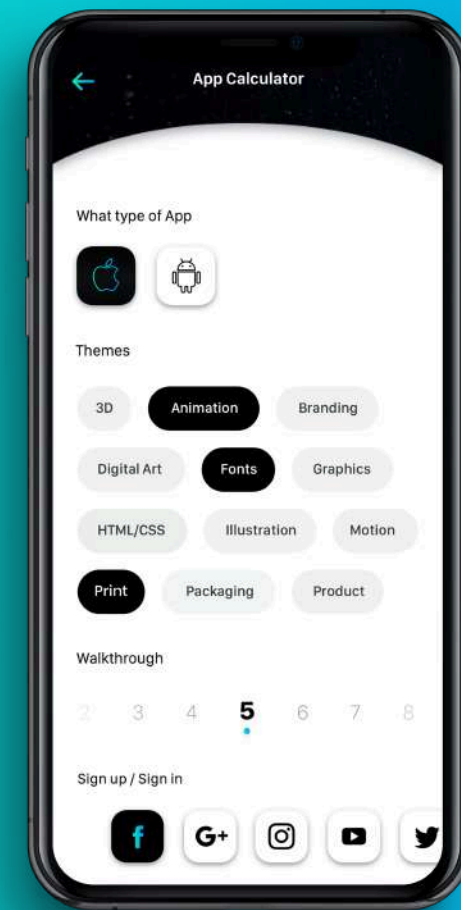 App Calculator
What type of App
Themes
3D Animation Branding
Digital Art Fonts Graphics
HTML/CSS Illustration Motion
Print Packaging Product
Walkthrough
2 3 4 5 6 7 8
Sign up / Sign in
f G+